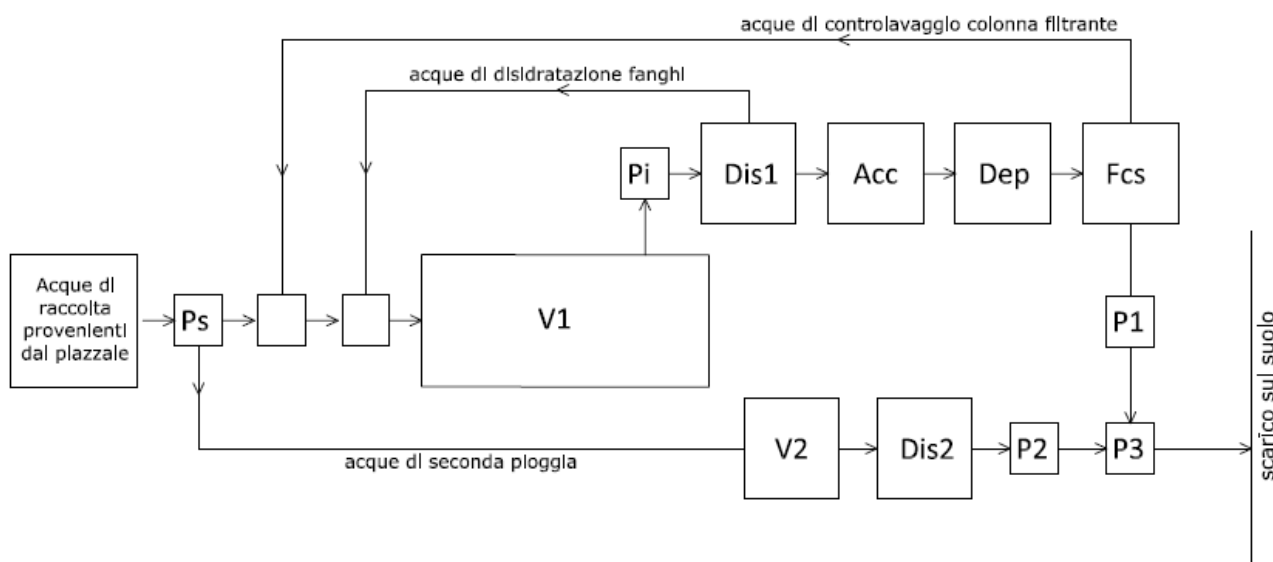 acque di controlavaggio colonna filtrante
acque di disidratazione fanghi
Pi
Dis1
Acc
Dep
Fcs
Acque di
raccolta
provenienti
dal piazzale
Ps
V1
P1
acque di seconda pioggia
V2
Dis2
P2
P3
scarico sul suolo